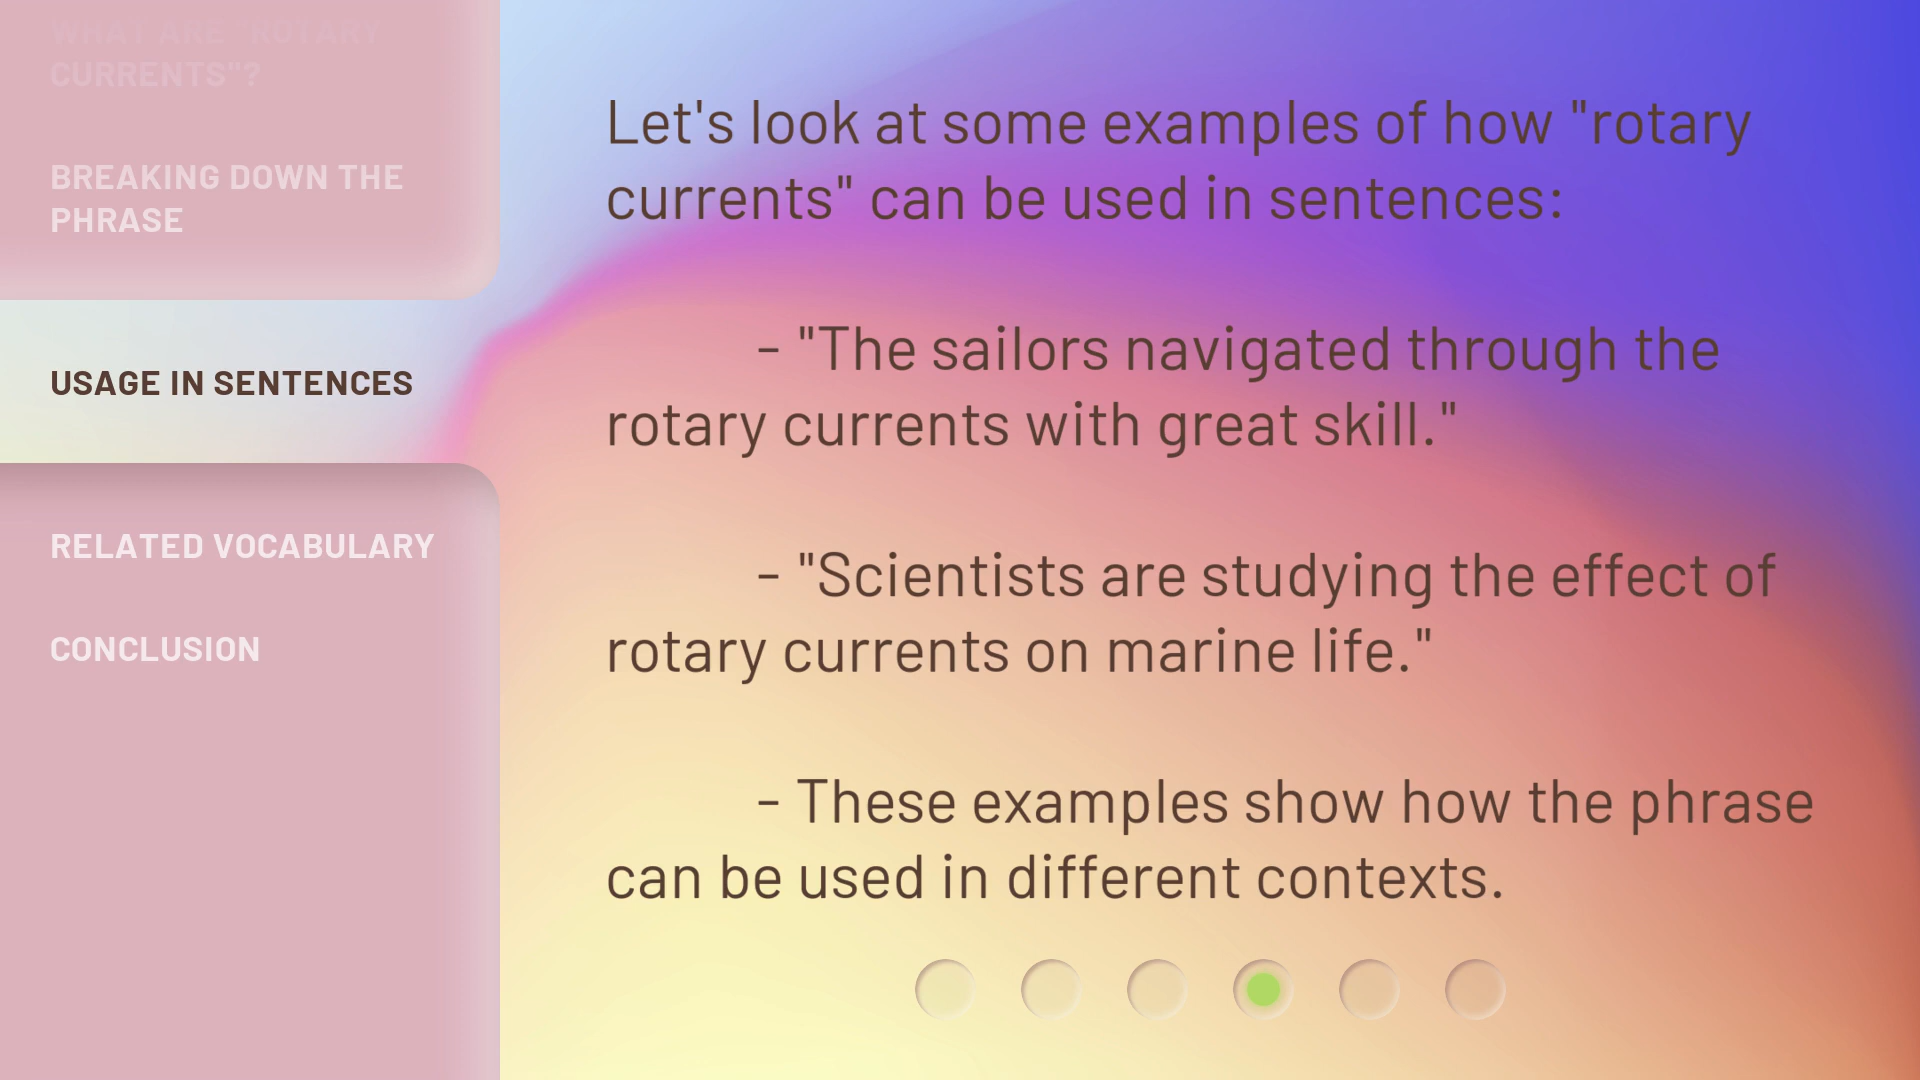 WHAT ARE "ROTARY
CURRENTS"?
BREAKING DOWN THE
PHRASE
USAGE IN SENTENCES
RELATED VOCABULARY
CONCLUSION
Let's look at some examples of how "rotary
currents" can be used in sentences:
- "The sailors navigated through the
rotary currents with great skill."
- "Scientists are studying the effect of
rotary currents on marine life."
- These examples show how the phrase
can be used in different contexts.